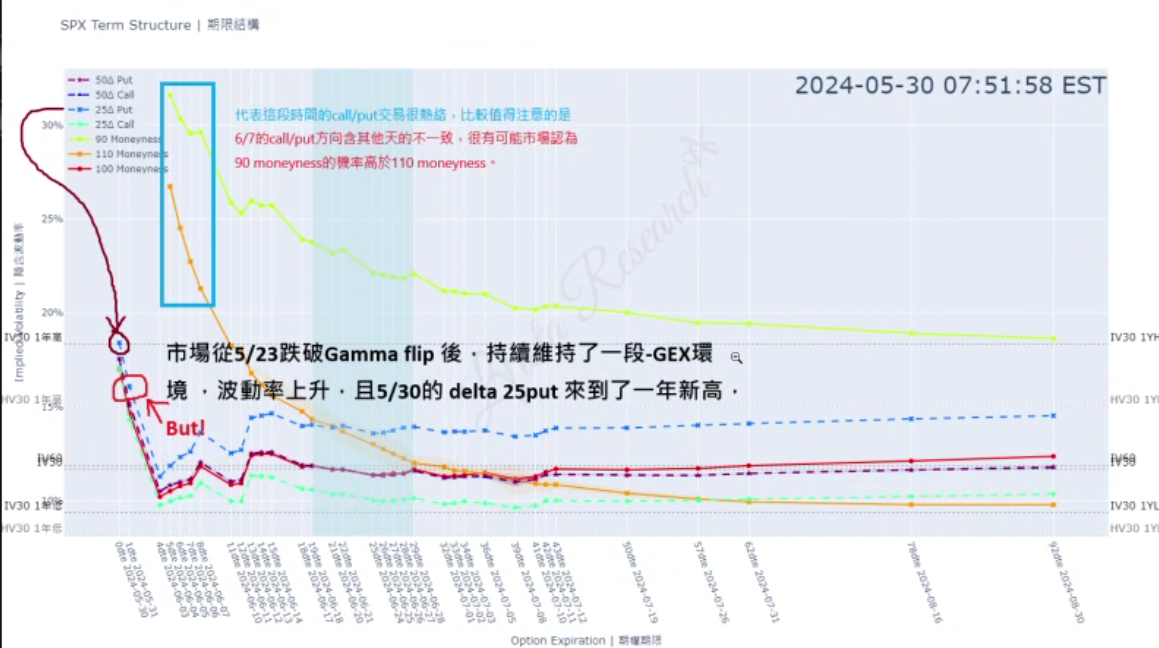 SPX Term Structure | 期限結構
2024-05-30 07:51:58 EST
50Δ Put
50Δ Call
25Δ Put
25Δ Call
90 Moneyness
110 Moneyness
100 Moneyness
代表這段時間的call/put交易很熱絡，比較值得注意的是
6/7的call/put方向含其他天的不一致，很有可能市場認為
90 moneyness的機率高於110 moneyness。
30%
25%
20%
15%
10%
Implied Volatility | 隱含波動率
IV30 1年高
HV30 1年高
IV60
IV30
IV30 1年低
HV30 1年低
市場從5/23跌破Gamma flip 後，持續維持了一段-GEX環
境 ，波動率上升，且5/30的 delta 25put 來到了一年新高，
But!
IV30 1YH
HV30 1Y
IV60
IV30
IV30 1YL
HV30 1Y
Research
0dte 2024-05-30
1dte 2024-05-31
4dte 2024-06-03
5dte 2024-06-04
6dte 2024-06-05
7dte 2024-06-06
8dte 2024-06-07
11dte 2024-06-10
12dte 2024-06-11
13dte 2024-06-12
14dte 2024-06-13
15dte 2024-06-14
18dte 2024-06-17
19dte 2024-06-18
21dte 2024-06-20
22dte 2024-06-21
25dte 2024-06-24
26dte 2024-06-25
27dte 2024-06-26
28dte 2024-06-27
29dte 2024-06-28
32dte 2024-07-01
33dte 2024-07-02
34dte 2024-07-03
36dte 2024-07-05
39dte 2024-07-08
41dte 2024-07-10
42dte 2024-07-11
43dte 2024-07-12
50dte 2024-07-19
57dte 2024-07-26
62dte 2024-07-31
78dte 2024-08-16
92dte 2024-08-30
Option Expiration | 期權期限